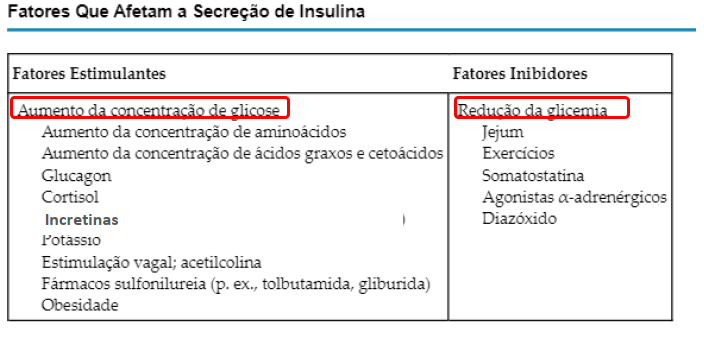 Fatores Que Afetam a Secreção de Insulina
Fatores Estimulantes
Aumento da concentração de glicose
Aumento da concentração de aminoácidos
Aumento da concentração de ácidos graxos e cetoácidos
Glucagon
Cortisol
Incretinas )
Potássio
Estimulação vagal; acetilcolina
Fármacos sulfonilureia (p. ex., tolbutamida, gliburida)
Obesidade
Fatores Inibidores
Redução da glicemia
Jejum
Exercícios
Somatostatina
Agonistas α-adrenérgicos
Diazóxido